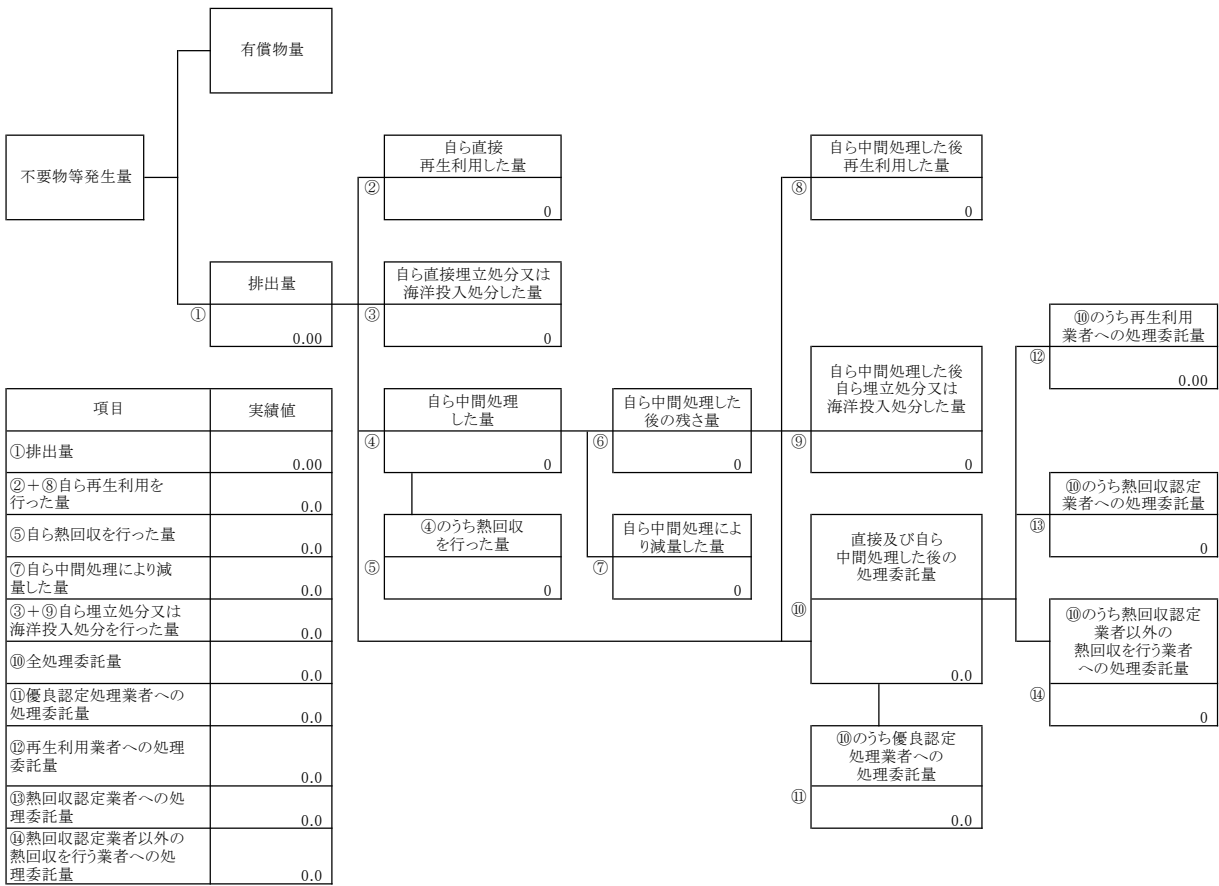 有償物量
不要物等発生量
自ら直接
再生利用した量
②
0
自ら中間処理した後
再生利用した量
⑧
0
排出量
①
0.00
自ら直接埋立処分又は
海洋投入処分した量
③
0
⑩のうち再生利用
業者への処理委託量
⑫
0.00
自ら中間処理
した量
④
0
自ら中間処理した
後の残さ量
⑥
0
自ら中間処理した後
自ら埋立処分又は
海洋投入処分した量
⑨
0
⑩のうち熱回収認定
業者への処理委託量
⑬
0
④のうち熱回収
を行った量
⑤
0
自ら中間処理によ
り減量した量
⑦
0
直接及び自ら
中間処理した後の
処理委託量
⑩
0.0
⑩のうち熱回収認定
業者以外の
熱回収を行う業者
への処理委託量
⑭
0
⑩のうち優良認定
処理業者への
処理委託量
⑪
0.0
項目 実績値
①排出量
0.00
②+⑧自ら再生利用を
行った量 0.0
⑤自ら熱回収を行った量
0.0
⑦自ら中間処理により減
量した量 0.0
③+⑨自ら埋立処分又は
海洋投入処分を行った量 0.0
⑩全処理委託量
0.0
⑪優良認定処理業者への
処理委託量 0.0
⑫再生利用業者への処理
委託量
0.0
⑬熱回収認定業者への処
理委託量 0.0
⑭熱回収認定業者以外の
熱回収を行う業者への処
理委託量 0.0